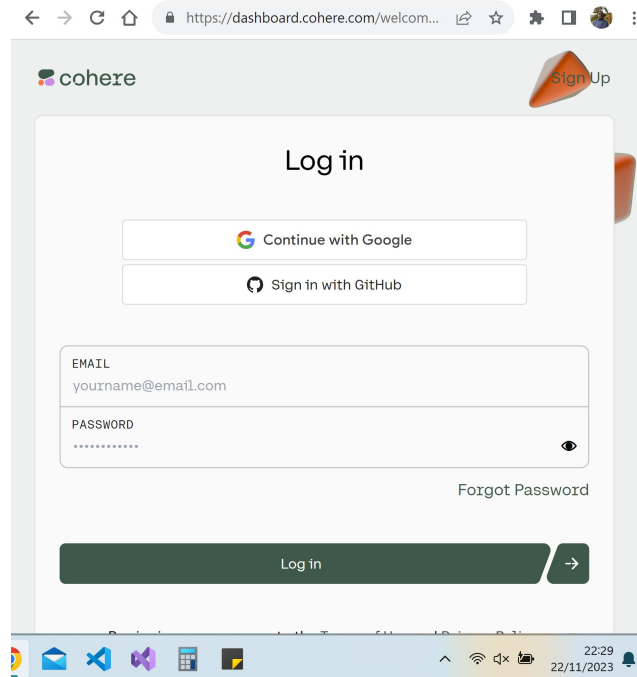 https://dashboard.cohere.com/welcom...
cohere
Sign Up
Log in
Continue with Google
Sign in with GitHub
EMAIL
yourname@email.com
PASSWORD
Forgot Password
Log in
22:29
22/11/2023